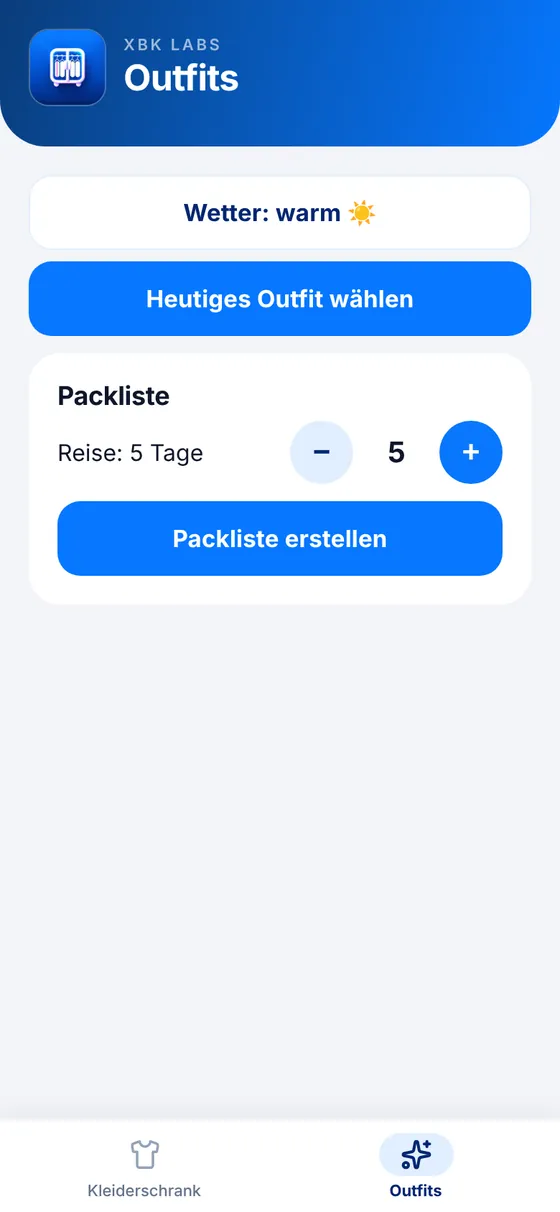 XBK LABS
Outfits
Wetter: warm ☀️
Heutiges Outfit wählen
Packliste
Reise: 5 Tage
− 5 +
Packliste erstellen
Kleiderschrank
Outfits